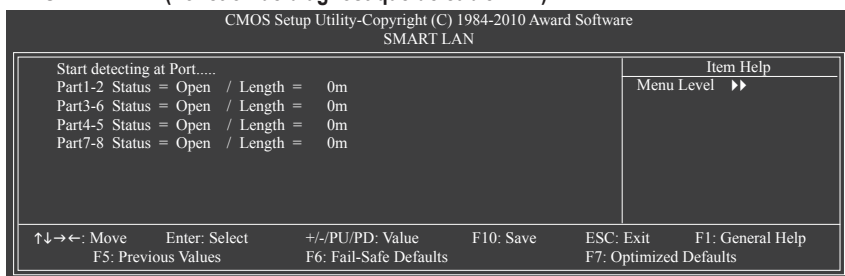 CMOS Setup Utility-Copyright (C) 1984-2010 Award Software
SMART LAN
Start detecting at Port.....
Part1-2 Status = Open / Length = 0m
Part3-6 Status = Open / Length = 0m
Part4-5 Status = Open / Length = 0m
Part7-8 Status = Open / Length = 0m
Item Help
Menu Level ▶▶
↑↓→←: Move Enter: Select +/-/PU/PD: Value F10: Save ESC: Exit F1: General Help
F5: Previous Values F6: Fail-Safe Defaults F7: Optimized Defaults